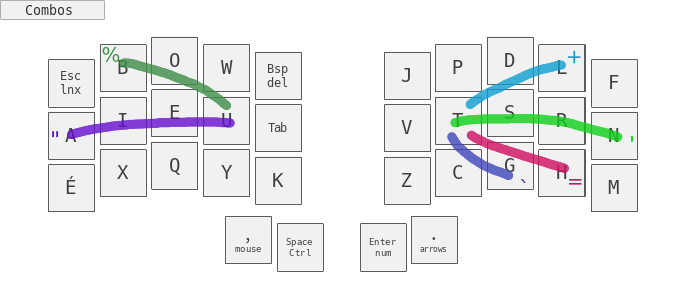 Combos
% B O W
Esc
lnx
Bsp
del
" A I E U Tab
É X Q Y K
J P D L +
F
V T S R N '
Z C G ` H = M
,
mouse
Space
Ctrl
Enter
num
.
arrows